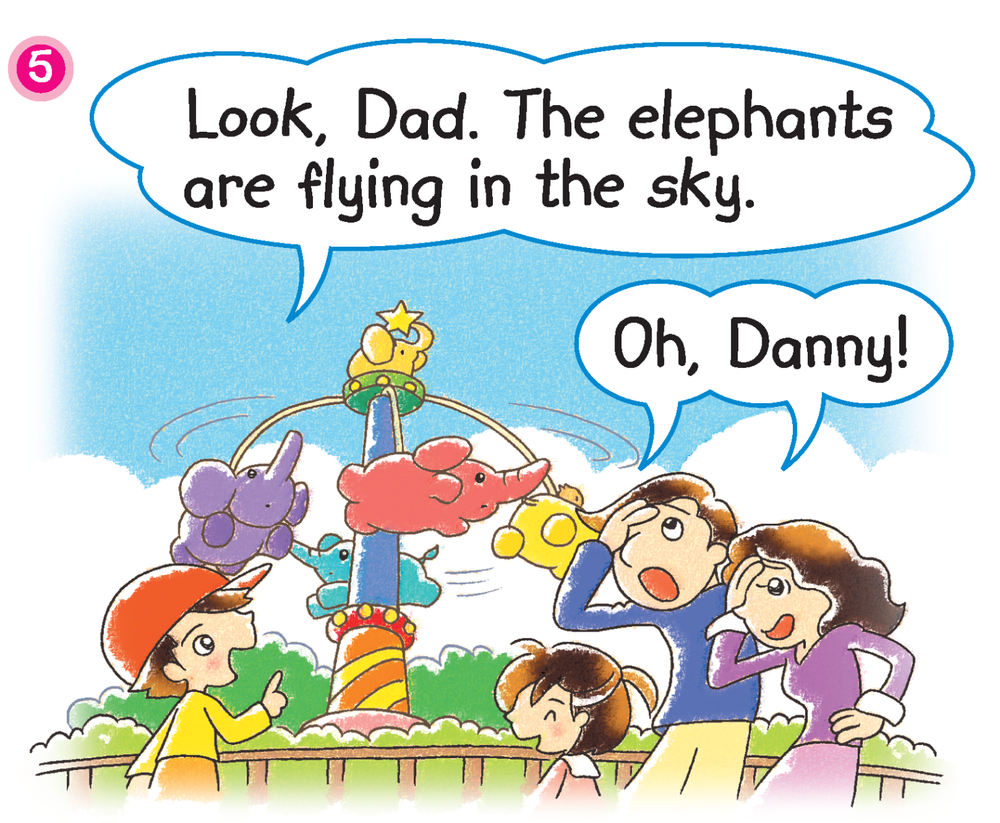 5
Look, Dad. The elephants
are flying in the sky.
Oh, Danny!